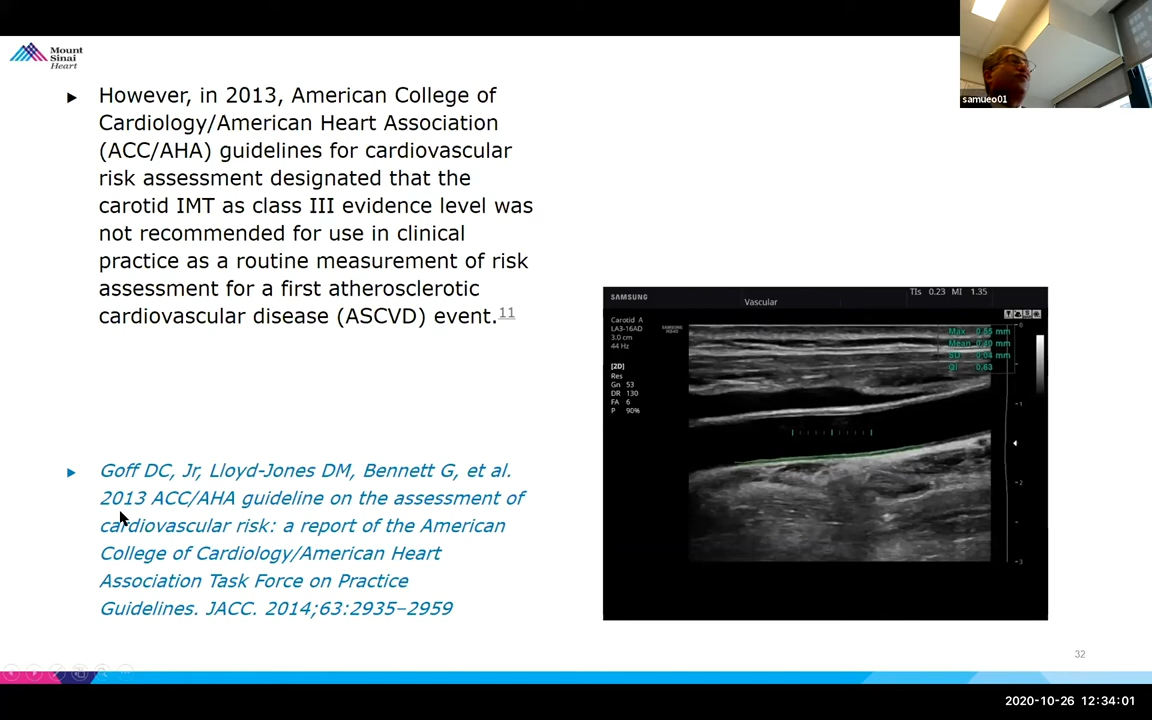 Mount
Sinai
Heart
samueo01
However, in 2013, American College of
Cardiology/American Heart Association
(ACC/AHA) guidelines for cardiovascular
risk assessment designated that the
carotid IMT as class III evidence level was
not recommended for use in clinical
practice as a routine measurement of risk
assessment for a first atherosclerotic
cardiovascular disease (ASCVD) event.11
Goff DC, Jr, Lloyd-Jones DM, Bennett G, et al.
2013 ACC/AHA guideline on the assessment of
cardiovascular risk: a report of the American
College of Cardiology/American Heart
Association Task Force on Practice
Guidelines. JACC. 2014;63:2935–2959
SAMSUNG
Vascular
TIs 0.23 MI 1.35
Carotid A
LA3-16AD
3.0 cm
44 Hz
[2D]
Res
Gn 53
DR 130
FA 6
P 90%
Max 0.55 mm
Mean 0.40 mm
SD 0.04 mm
QI 0.63
0
-1
-2
-3
32
2020-10-26 12:34:01